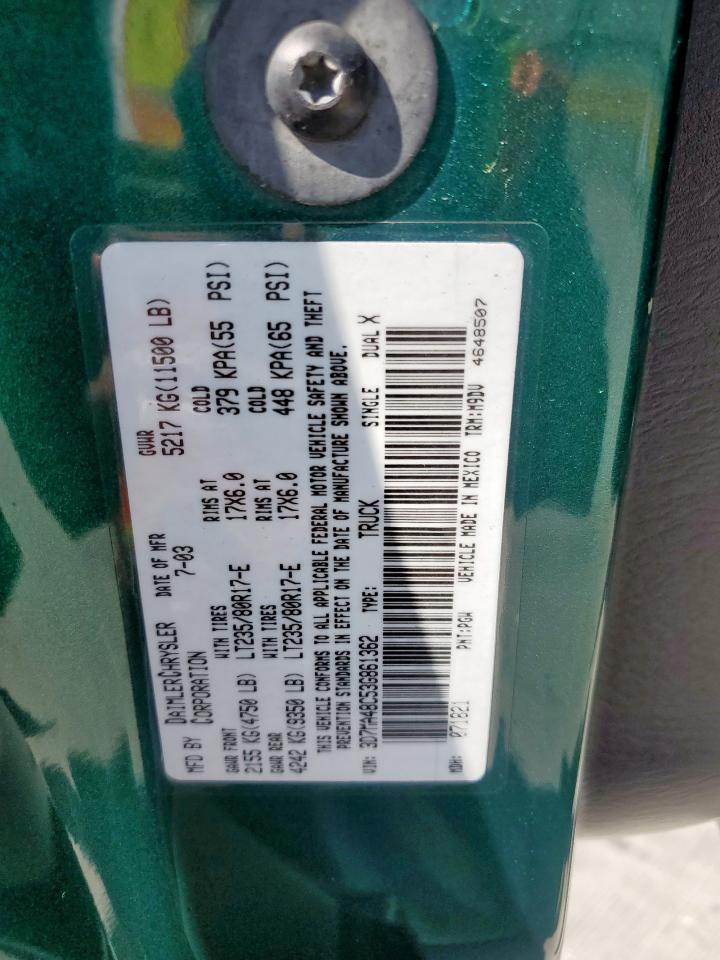 MFD BY DAIMLERCHRYSLER CORPORATION DATE OF MFR 7-03 GVWR 5217 KG(11500 LB)
GAWR FRONT WITH TIRES RIMS AT COLD
2155 KG(4750 LB) LT235/80R17-E 17X6.0 379 KPA(55 PSI)
GAWR REAR WITH TIRES RIMS AT COLD
4242 KG(9350 LB) LT235/80R17-E 17X6.0 448 KPA(65 PSI)
THIS VEHICLE CONFORMS TO ALL APPLICABLE FEDERAL MOTOR VEHICLE SAFETY AND THEFT
PREVENTION STANDARDS IN EFFECT ON THE DATE OF MANUFACTURE SHOWN ABOVE.
VIN: 3D7MA48C53G861362 TYPE: TRUCK SINGLE DUAL X
MDH: 071821 PNT:PGW VEHICLE MADE IN MEXICO TRM:M9DV 4648507